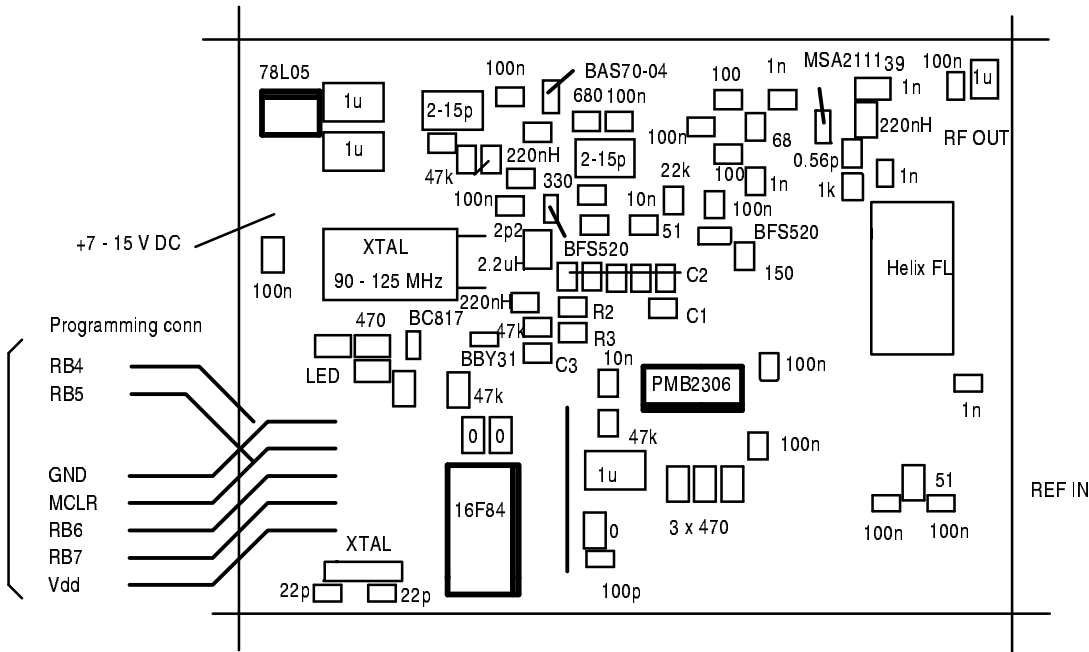 MSA2111
39
100n
1u
78L05
100n
BAS70-04
100
1n
1n
1u
2-15p
680
100n
220nH
RF OUT
1u
100n
68
220nH
2-15p
0.56p
47k
330
22k
100
1n
1k
1n
100n
10n
100n
+7 - 15 V DC
XTAL
2p2
BFS520
51
BFS520
90 - 125 MHz
2.2uH
C2
150
Helix FL
100n
220nH
R2
C1
Programming conn
470
BC817
47k
R3
RB4
LED
BBY31
C3
10n
PMB2306
100n
RB5
47k
1n
0
0
47k
100n
GND
1u
51
REF IN
MCLR
16F84
3 x 470
100n
100n
RB6
XTAL
0
RB7
Vdd
22p
22p
100p